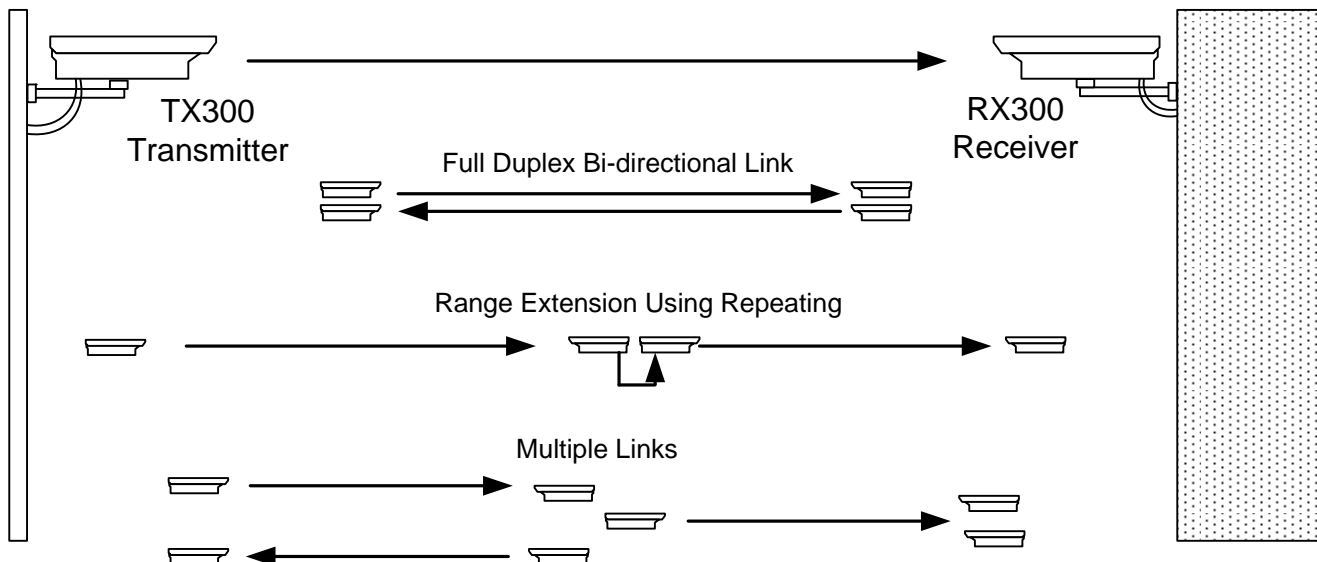 TX300
Transmitter
RX300
Receiver
Full Duplex Bi-directional Link
Range Extension Using Repeating
Multiple Links